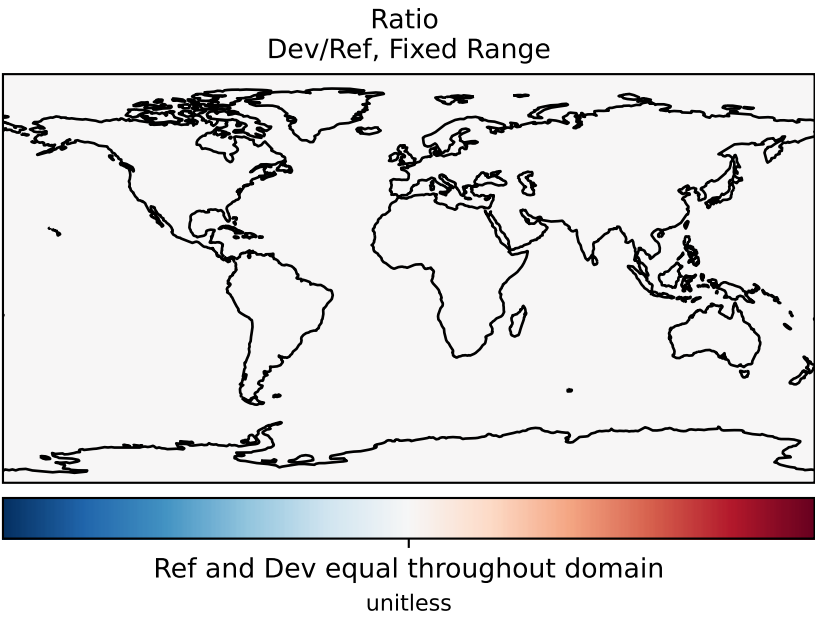 Ratio
Dev/Ref, Fixed Range
Ref and Dev equal throughout domain
unitless